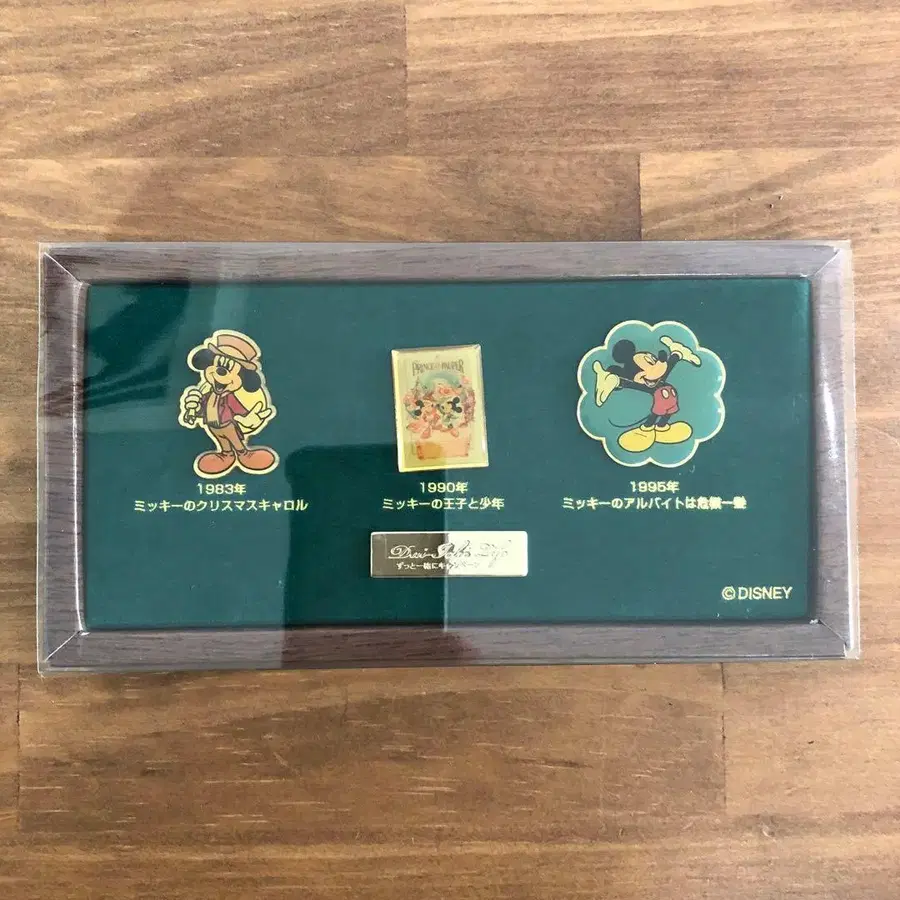 THE PRINCE AND THE PAUPER
1983年
ミッキーのクリスマスキャロル
1990年
ミッキーの王子と少年
1995年
ミッキーのアルバイトは危機一髪
ずっと一緒にキャンペーン
©DISNEY